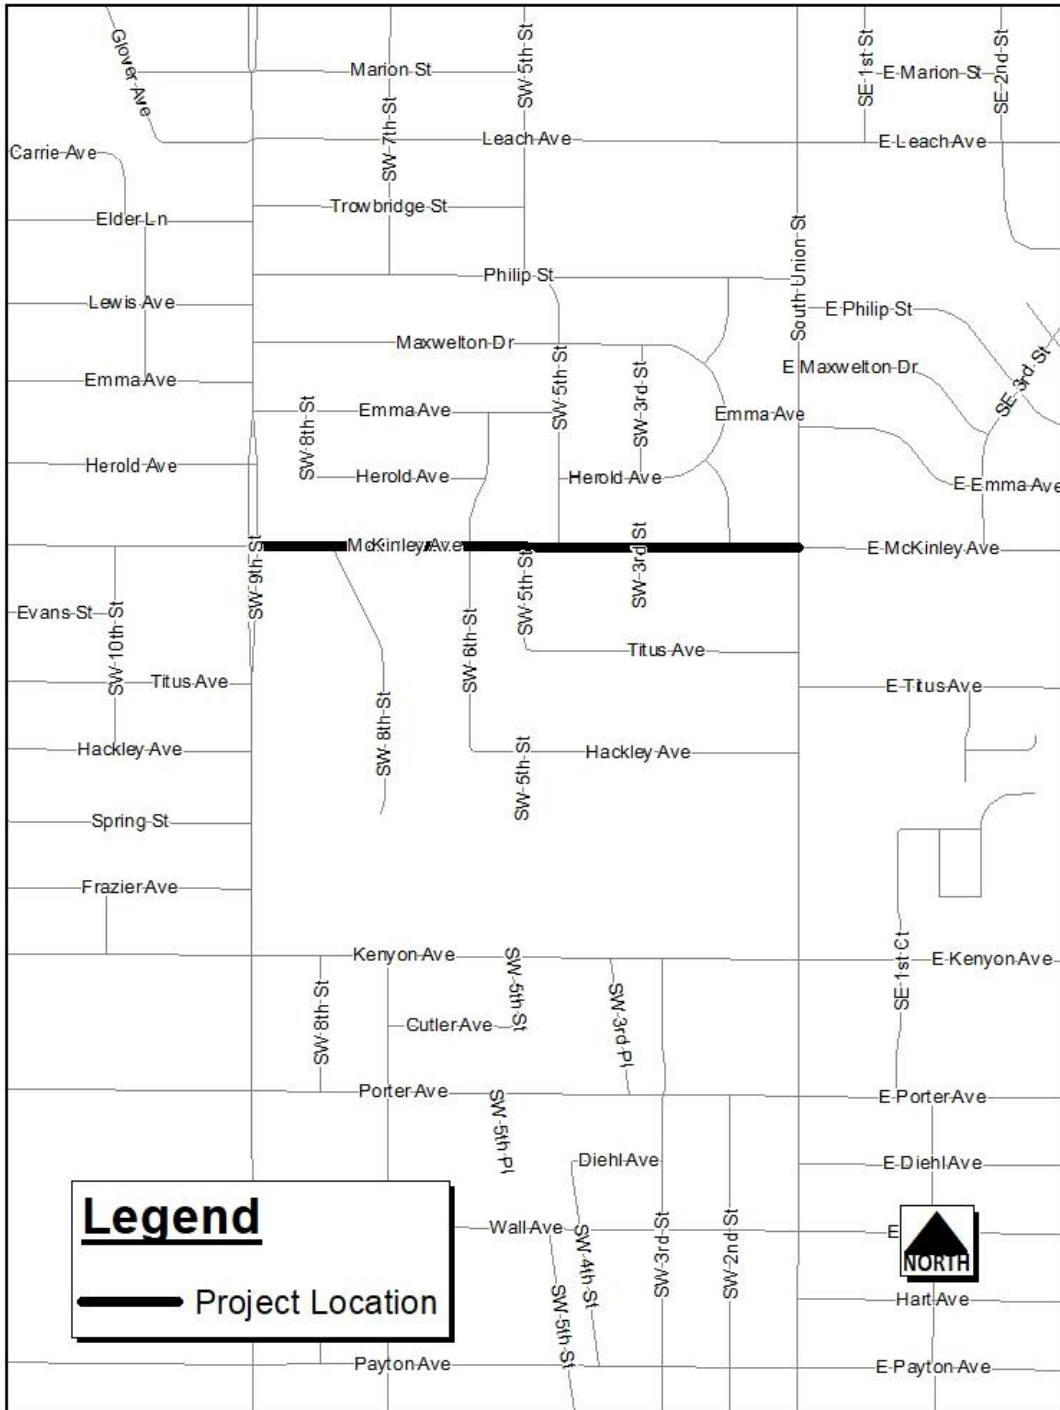 Glover Ave
Marion St
SW 5th St
SE 1st St
E Marion St
SE 2nd St
SW 7th St
Leach Ave
E Leach Ave
Carrie Ave
Elder Ln
Trowbridge St
South Union St
Philip St
Lewis Ave
E Philip St
Maxwelton Dr
SW 5th St
SW 3rd St
E Maxwelton Dr
SE 3rd St
Emma Ave
SW 8th St
Emma Ave
Emma Ave
Herold Ave
Herold Ave
Herold Ave
E Emma Ave
McKinley Ave
SW 3rd St
E McKinley Ave
SW 9th St
SW 5th St
Evans St
SW 10th St
SW 6th St
Titus Ave
Titus Ave
E Titus Ave
SW 8th St
Hackley Ave
SW 5th St
Hackley Ave
Spring St
Frazier Ave
SE 1st Ct
Kenyon Ave
SW 5th St
E Kenyon Ave
SW 8th St
Cutler Ave
SW 3rd Pl
Porter Ave
E Porter Ave
SW 5th Pl
Diehl Ave
E Diehl Ave
Legend
Project Location
Wall Ave
SW 4th St
SW 3rd St
SW 2nd St
E
NORTH
SW 5th St
Hart Ave
Payton Ave
E Payton Ave